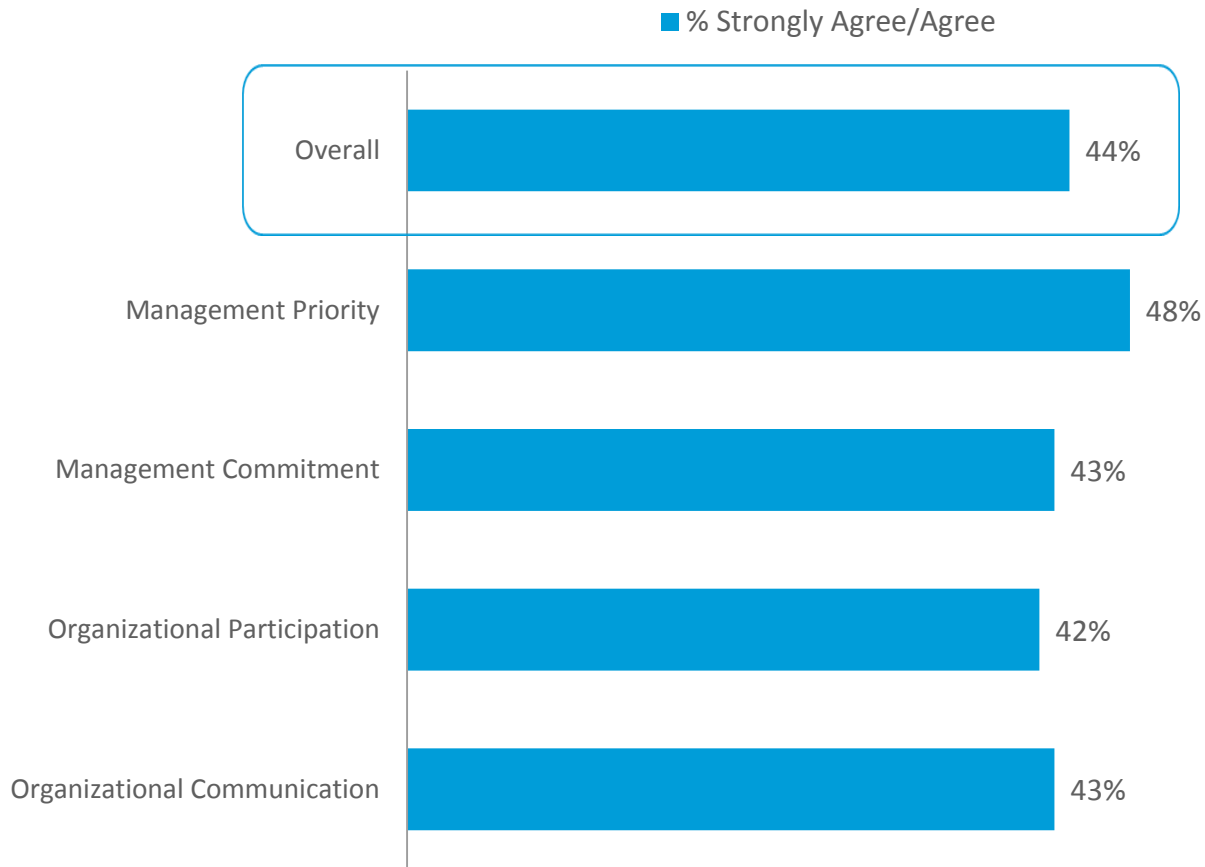 % Strongly Agree/Agree
Overall
44%
Management Priority
48%
Management Commitment
43%
Organizational Participation
42%
Organizational Communication
43%